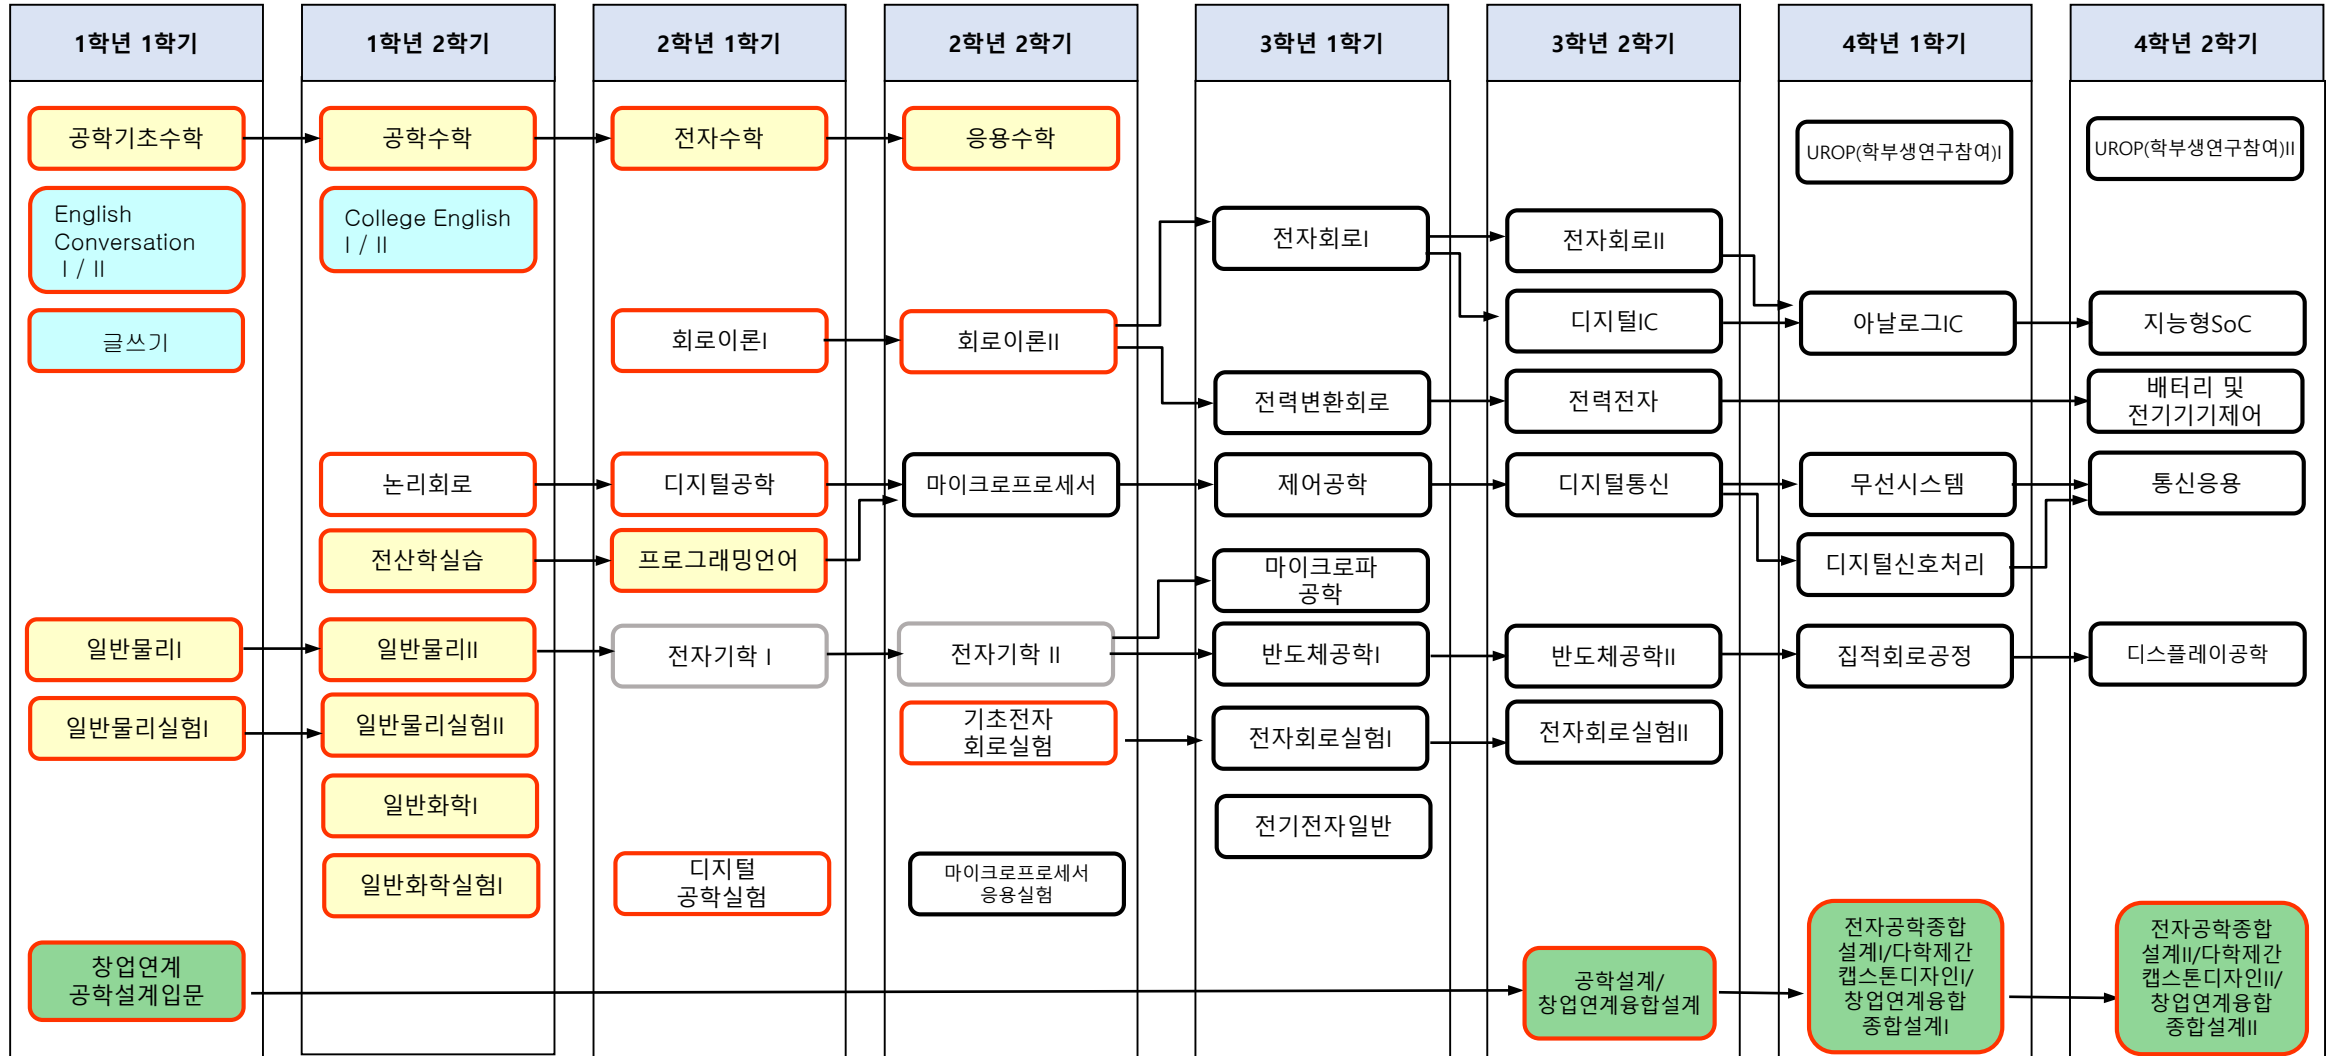 1학년 1학기
1학년 2학기
2학년 1학기
2학년 2학기
3학년 1학기
3학년 2학기
4학년 1학기
4학년 2학기
공학기초수학
English
Conversation
I / II
글쓰기
일반물리I
일반물리실험I
창업연계
공학설계입문
공학수학
College English
I / II
논리회로
전산학실습
일반물리II
일반물리실험II
일반화학I
일반화학실험I
전자수학
회로이론I
디지털공학
프로그래밍언어
전자기학 I
디지털
공학실험
응용수학
회로이론II
마이크로프로세서
전자기학 II
기초전자
회로실험
마이크로프로세서
응용실험
전자회로I
전력변환회로
제어공학
마이크로파
공학
반도체공학I
전자회로실험I
전기전자일반
전자회로II
디지털IC
전력전자
디지털통신
반도체공학II
전자회로실험II
공학설계/
창업연계융합설계
UROP(학부생연구참여)I
아날로그IC
무선시스템
디지털신호처리
집적회로공정
전자공학종합
설계I/다학제간
캡스톤디자인I/
창업연계융합
종합설계I
UROP(학부생연구참여)II
지능형SoC
배터리 및
전기기기제어
통신응용
디스플레이공학
전자공학종합
설계II/다학제간
캡스톤디자인II/
창업연계융합
종합설계II